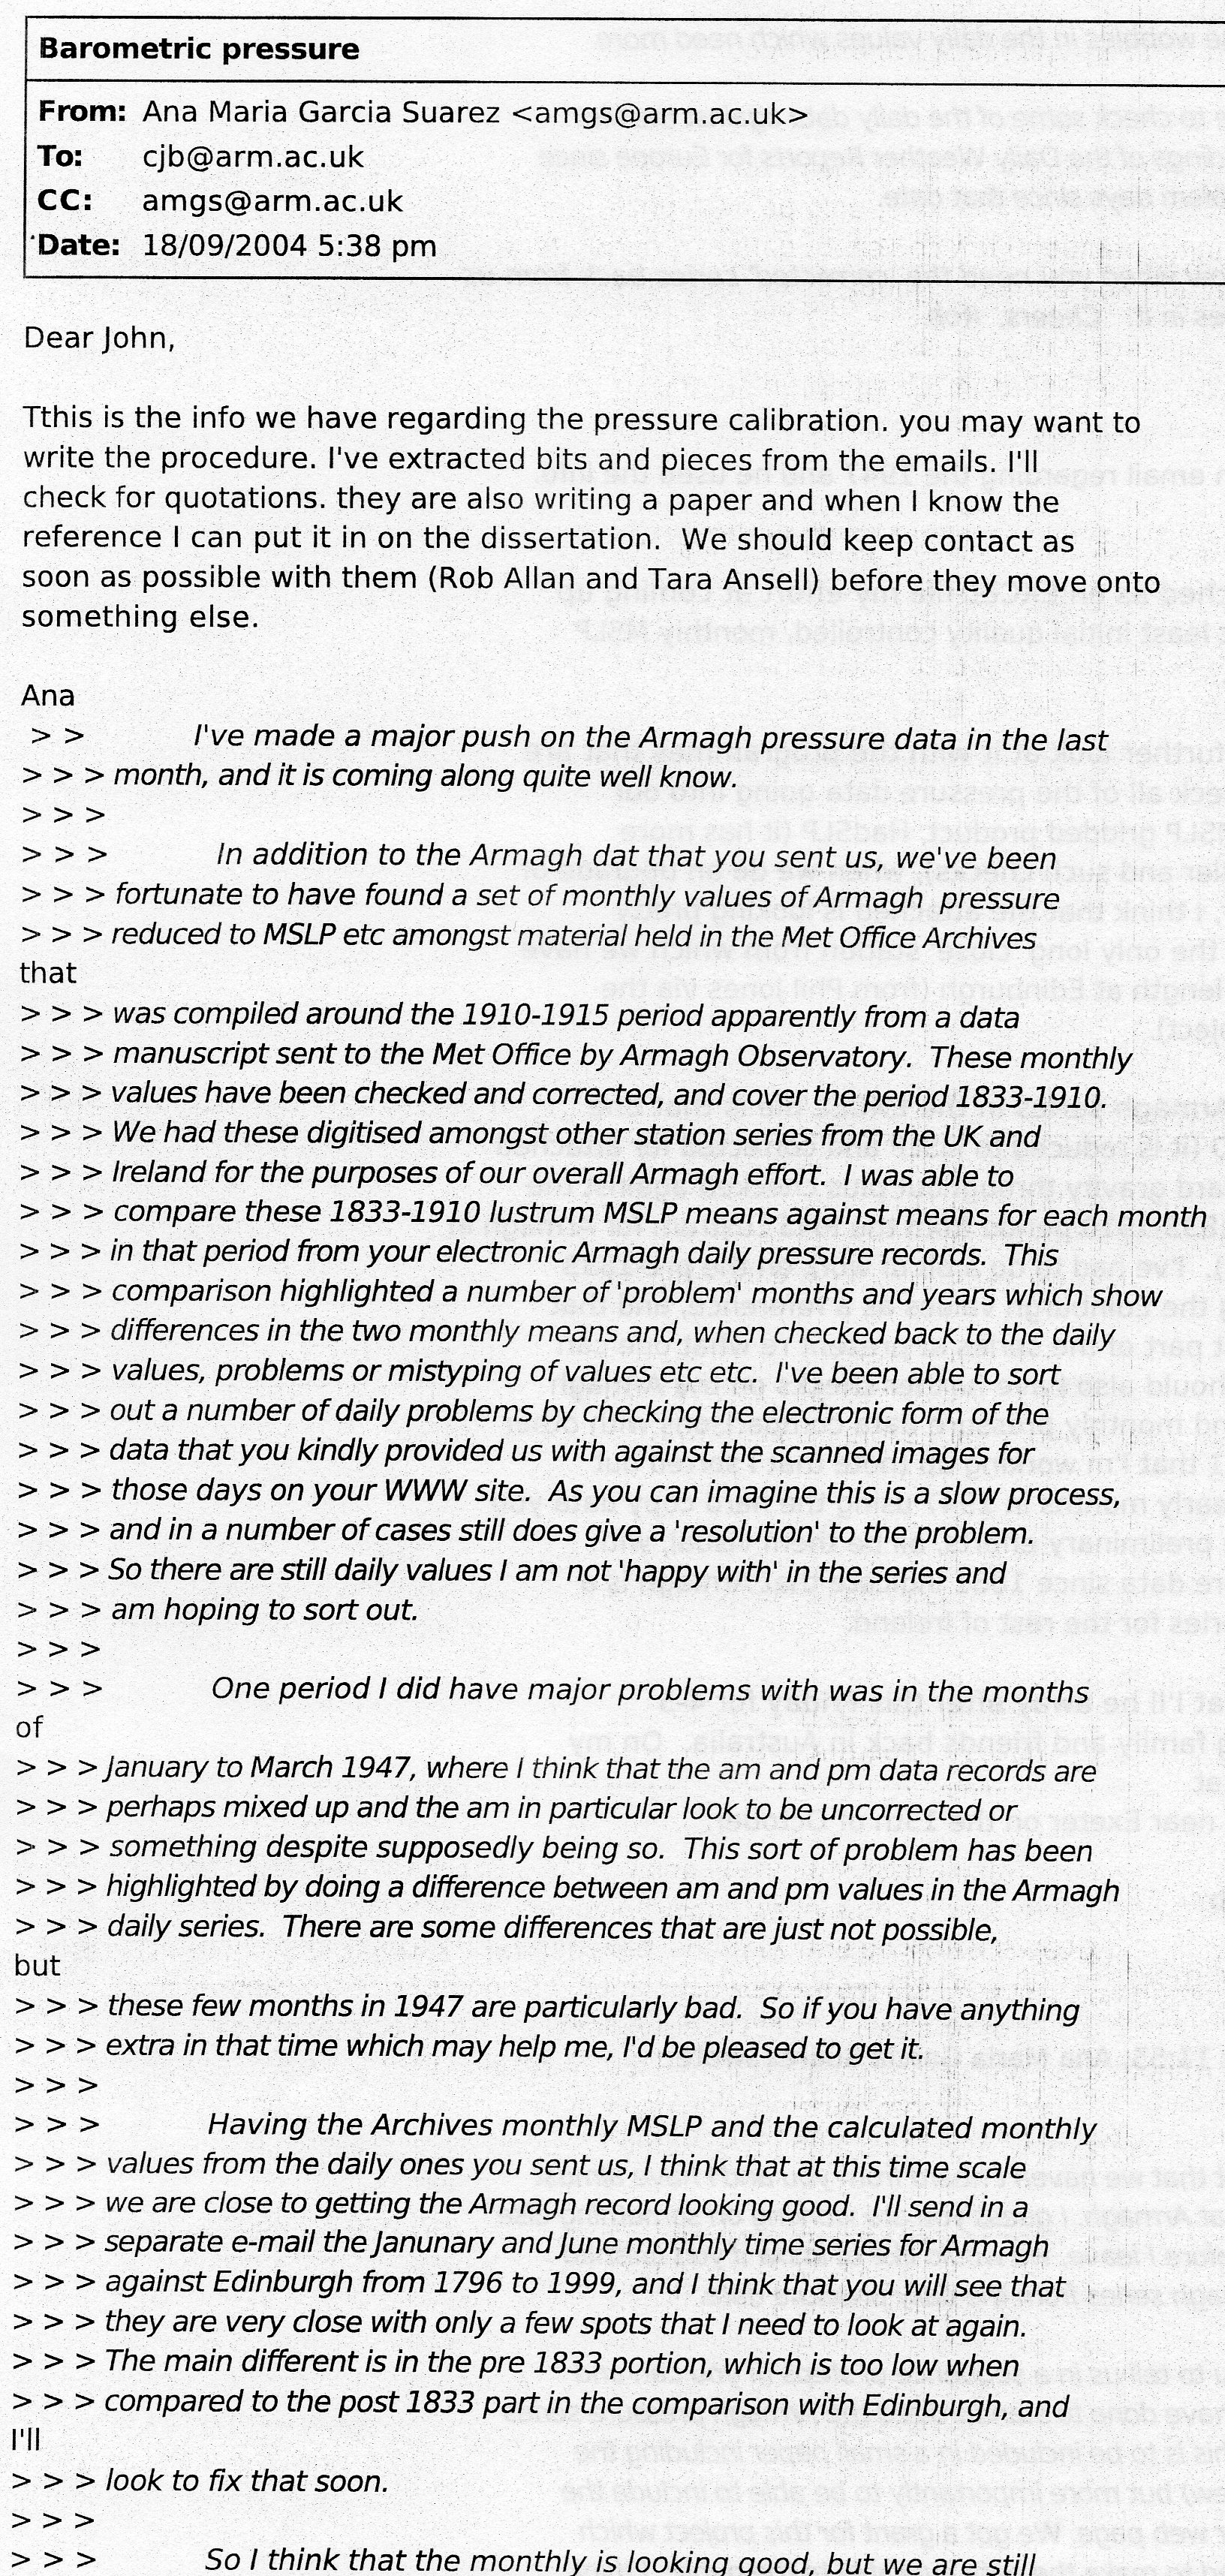 Barometric pressure
From: Ana Maria Garcia Suarez <amgs@arm.ac.uk>
To: cjb@arm.ac.uk
CC: amgs@arm.ac.uk
Date: 18/09/2004 5:38 pm
Dear John,
Tthis is the info we have regarding the pressure calibration. you may want to
write the procedure. I've extracted bits and pieces from the emails. I'll
check for quotations. they are also writing a paper and when I know the
reference I can put it in on the dissertation.  We should keep contact as
soon as possible with them (Rob Allan and Tara Ansell) before they move onto
something else.
Ana
> > I've made a major push on the Armagh pressure data in the last
> > > month, and it is coming along quite well know.
> > >
> > > In addition to the Armagh dat that you sent us, we've been
> > > fortunate to have found a set of monthly values of Armagh  pressure
> > > reduced to MSLP etc amongst material held in the Met Office Archives
that
> > > was compiled around the 1910-1915 period apparently from a data
> > > manuscript sent to the Met Office by Armagh Observatory.  These monthly
> > > values have been checked and corrected, and cover the period 1833-1910.
> > > We had these digitised amongst other station series from the UK and
> > > Ireland for the purposes of our overall Armagh effort.  I was able to
> > > compare these 1833-1910 lustrum MSLP means against means for each month
> > > in that period from your electronic Armagh daily pressure records.  This
> > > comparison highlighted a number of 'problem' months and years which show
> > > differences in the two monthly means and, when checked back to the daily
> > > values, problems or mistyping of values etc etc.  I've been able to sort
> > > out a number of daily problems by checking the electronic form of the
> > > data that you kindly provided us with against the scanned images for
> > > those days on your WWW site.  As you can imagine this is a slow process,
> > > and in a number of cases still does give a 'resolution' to the problem.
> > > So there are still daily values I am not 'happy with' in the series and
> > > am hoping to sort out.
> > >
> > > One period I did have major problems with was in the months
of
> > > January to March 1947, where I think that the am and pm data records are
> > > perhaps mixed up and the am in particular look to be uncorrected or
> > > something despite supposedly being so.  This sort of problem has been
> > > highlighted by doing a difference between am and pm values in the Armagh
> > > daily series.  There are some differences that are just not possible,
but
> > > these few months in 1947 are particularly bad.  So if you have anything
> > > extra in that time which may help me, I'd be pleased to get it.
> > >
> > > Having the Archives monthly MSLP and the calculated monthly
> > > values from the daily ones you sent us, I think that at this time scale
> > > we are close to getting the Armagh record looking good.  I'll send in a
> > > separate e-mail the Janunary and June monthly time series for Armagh
> > > against Edinburgh from 1796 to 1999, and I think that you will see that
> > > they are very close with only a few spots that I need to look at again.
> > > The main different is in the pre 1833 portion, which is too low when
> > > compared to the post 1833 part in the comparison with Edinburgh, and
I'll
> > > look to fix that soon.
> > >
> > > So I think that the monthly is looking good, but we are still